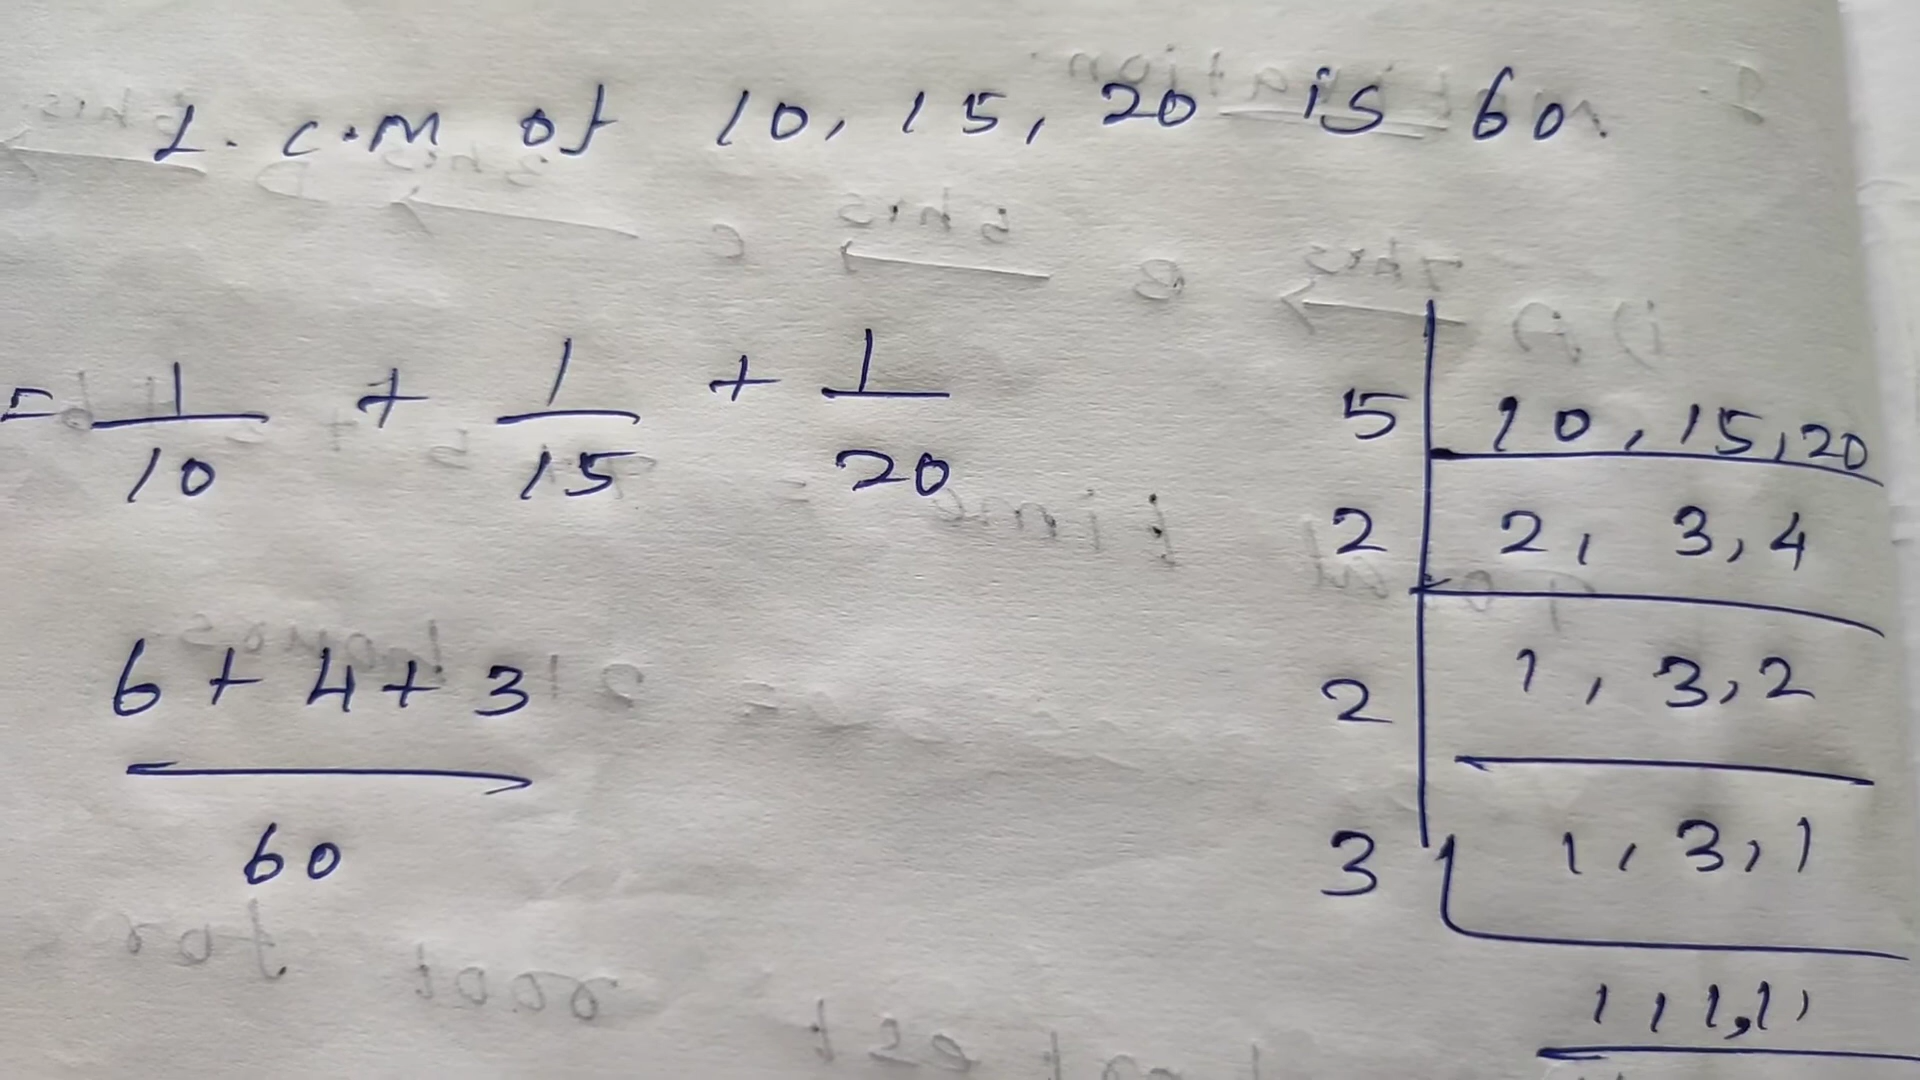 L.C.M of 10, 15, 20 is 60.
= 1/10 + 1/15 + 1/20
6 + 4 + 3
60
5 10, 15, 20
2 2, 3, 4
2 1, 3, 2
3 1, 3, 1
1, 1, 1